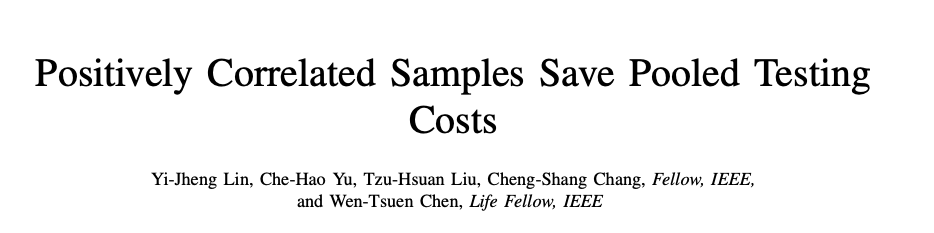 Positively Correlated Samples Save Pooled Testing
Costs
Yi-Jheng Lin, Che-Hao Yu, Tzu-Hsuan Liu, Cheng-Shang Chang, Fellow, IEEE,
and Wen-Tsuen Chen, Life Fellow, IEEE